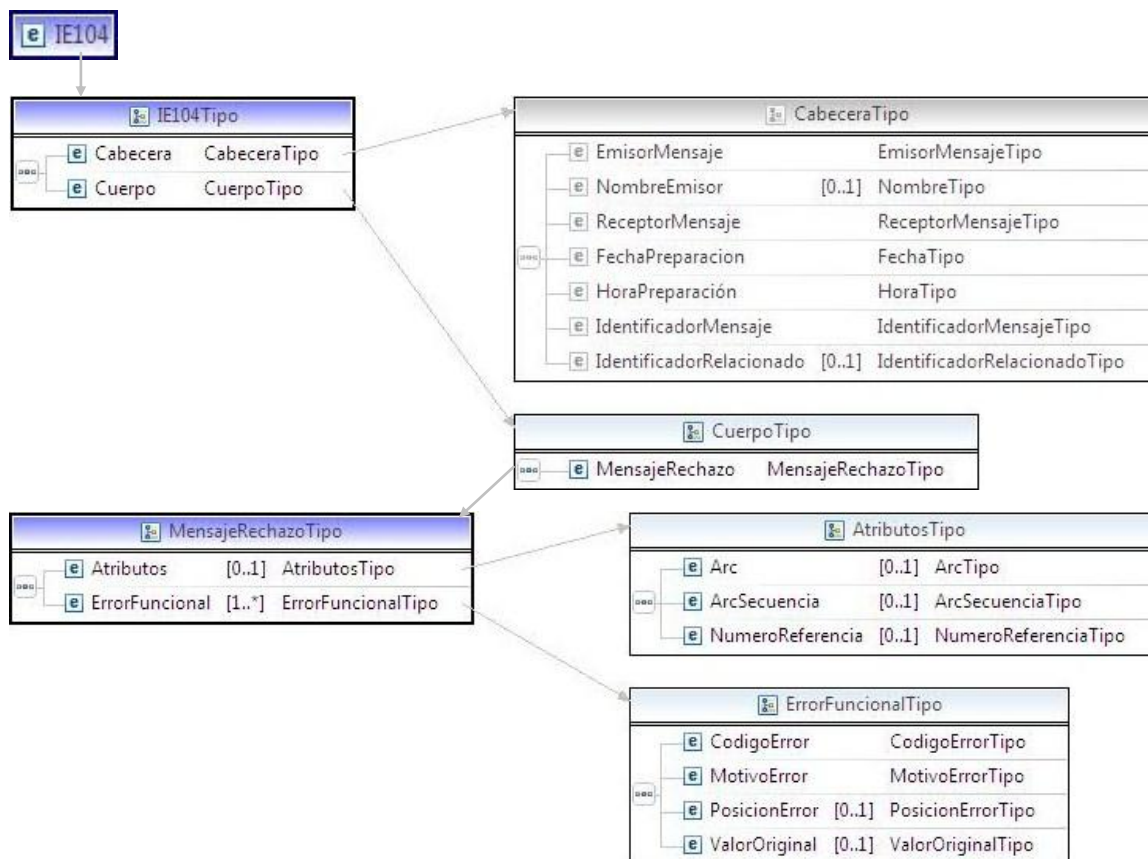 e IE104
IE104Tipo
e Cabecera CabeceraTipo
e Cuerpo CuerpoTipo
CabeceraTipo
e EmisorMensaje EmisorMensajeTipo
e NombreEmisor [0..1] NombreTipo
e ReceptorMensaje ReceptorMensajeTipo
e FechaPreparacion FechaTipo
e HoraPreparación HoraTipo
e IdentificadorMensaje IdentificadorMensajeTipo
e IdentificadorRelacionado [0..1] IdentificadorRelacionadoTipo
CuerpoTipo
e MensajeRechazo MensajeRechazoTipo
MensajeRechazoTipo
e Atributos [0..1] AtributosTipo
e ErrorFuncional [1..*] ErrorFuncionalTipo
AtributosTipo
e Arc [0..1] ArcTipo
e ArcSecuencia [0..1] ArcSecuenciaTipo
e NumeroReferencia [0..1] NumeroReferenciaTipo
ErrorFuncionalTipo
e CodigoError CodigoErrorTipo
e MotivoError MotivoErrorTipo
e PosicionError [0..1] PosicionErrorTipo
e ValorOriginal [0..1] ValorOriginalTipo